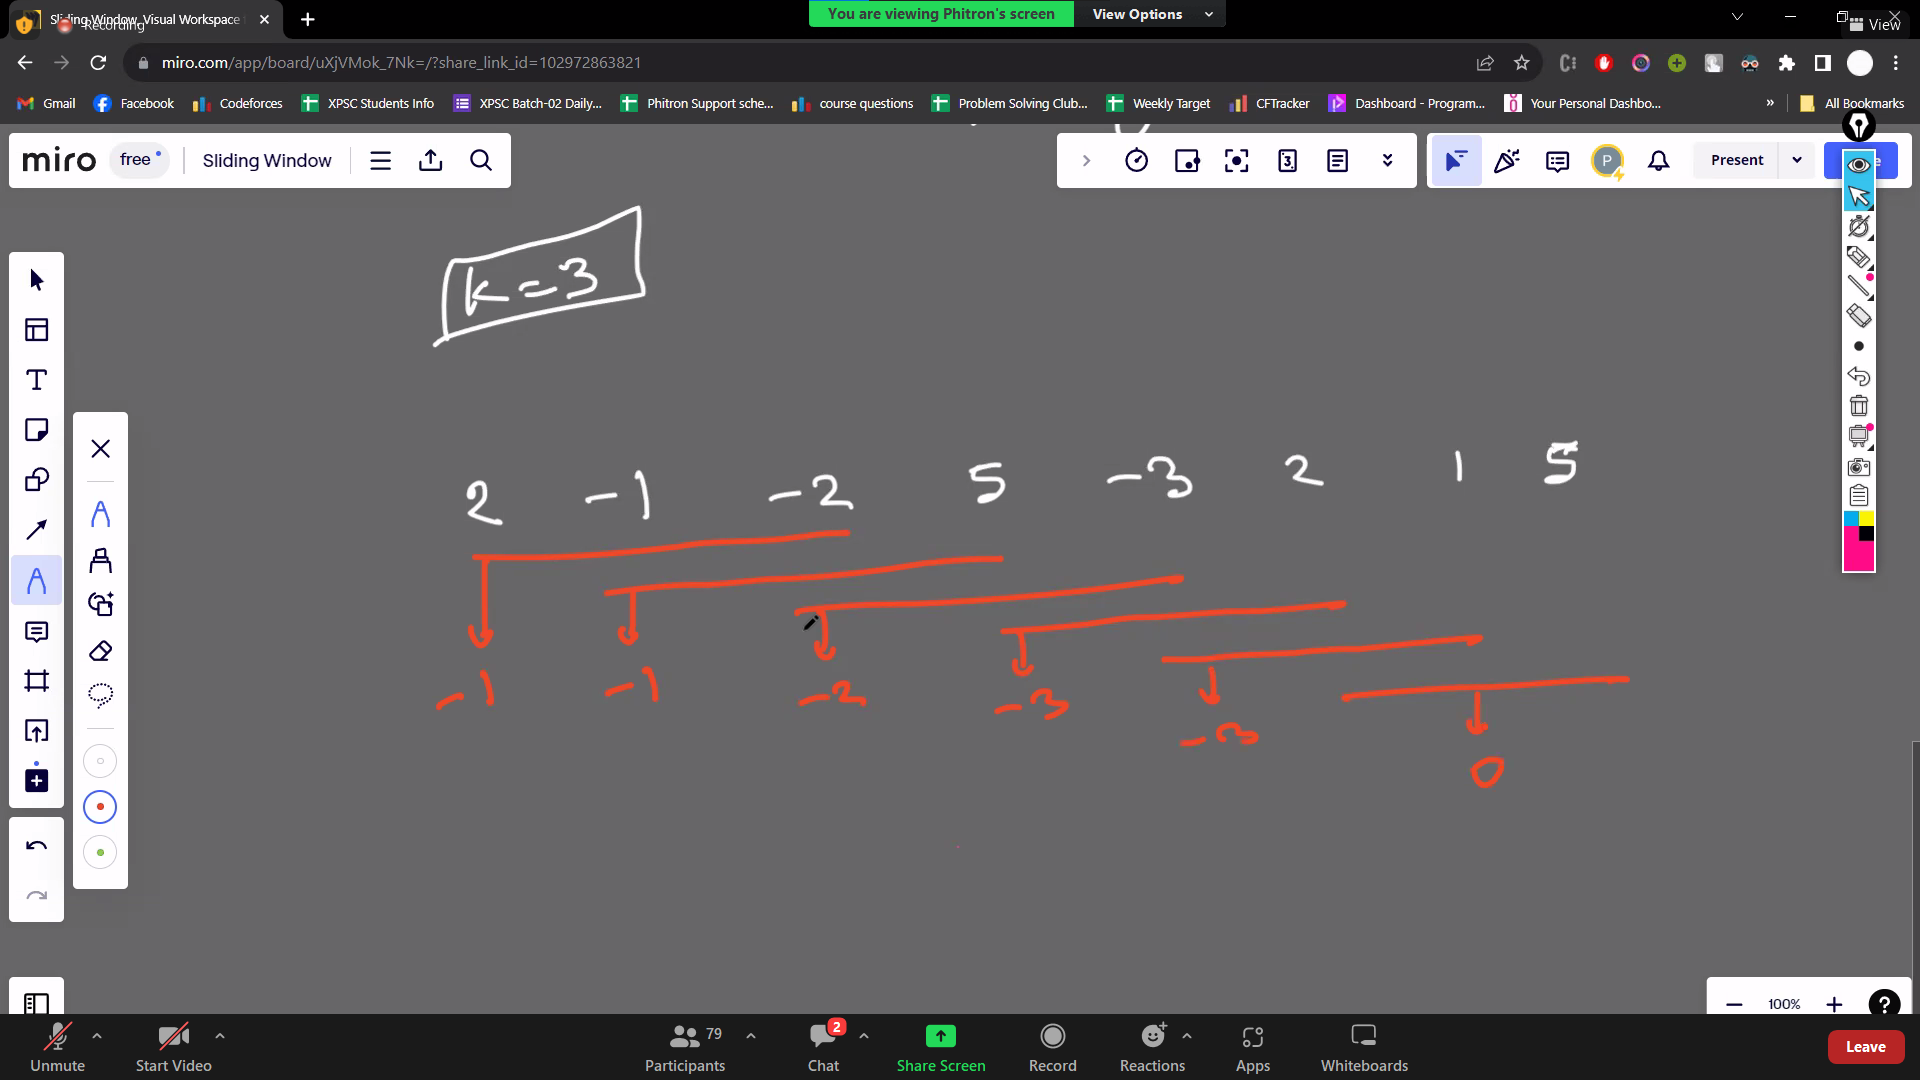 Sliding Window, Visual Workspace
Recording
You are viewing Phitron's screen
View Options
View
miro.com/app/board/uXjVMok_7Nk=/?share_link_id=102972863821
Gmail
Facebook
Codeforces
XPSC Students Info
XPSC Batch-02 Daily...
Phitron Support sche...
course questions
Problem Solving Club...
Weekly Target
CFTracker
Dashboard - Program...
Your Personal Dashbo...
»
All Bookmarks
miro
free
Sliding Window
3
P
Present
k=3
2 -1 -2 5 -3 2 1 5
-1 -1 -2 -3 -3 0
100%
Unmute
Start Video
79
Participants
2
Chat
Share Screen
Record
Reactions
Apps
Whiteboards
Leave